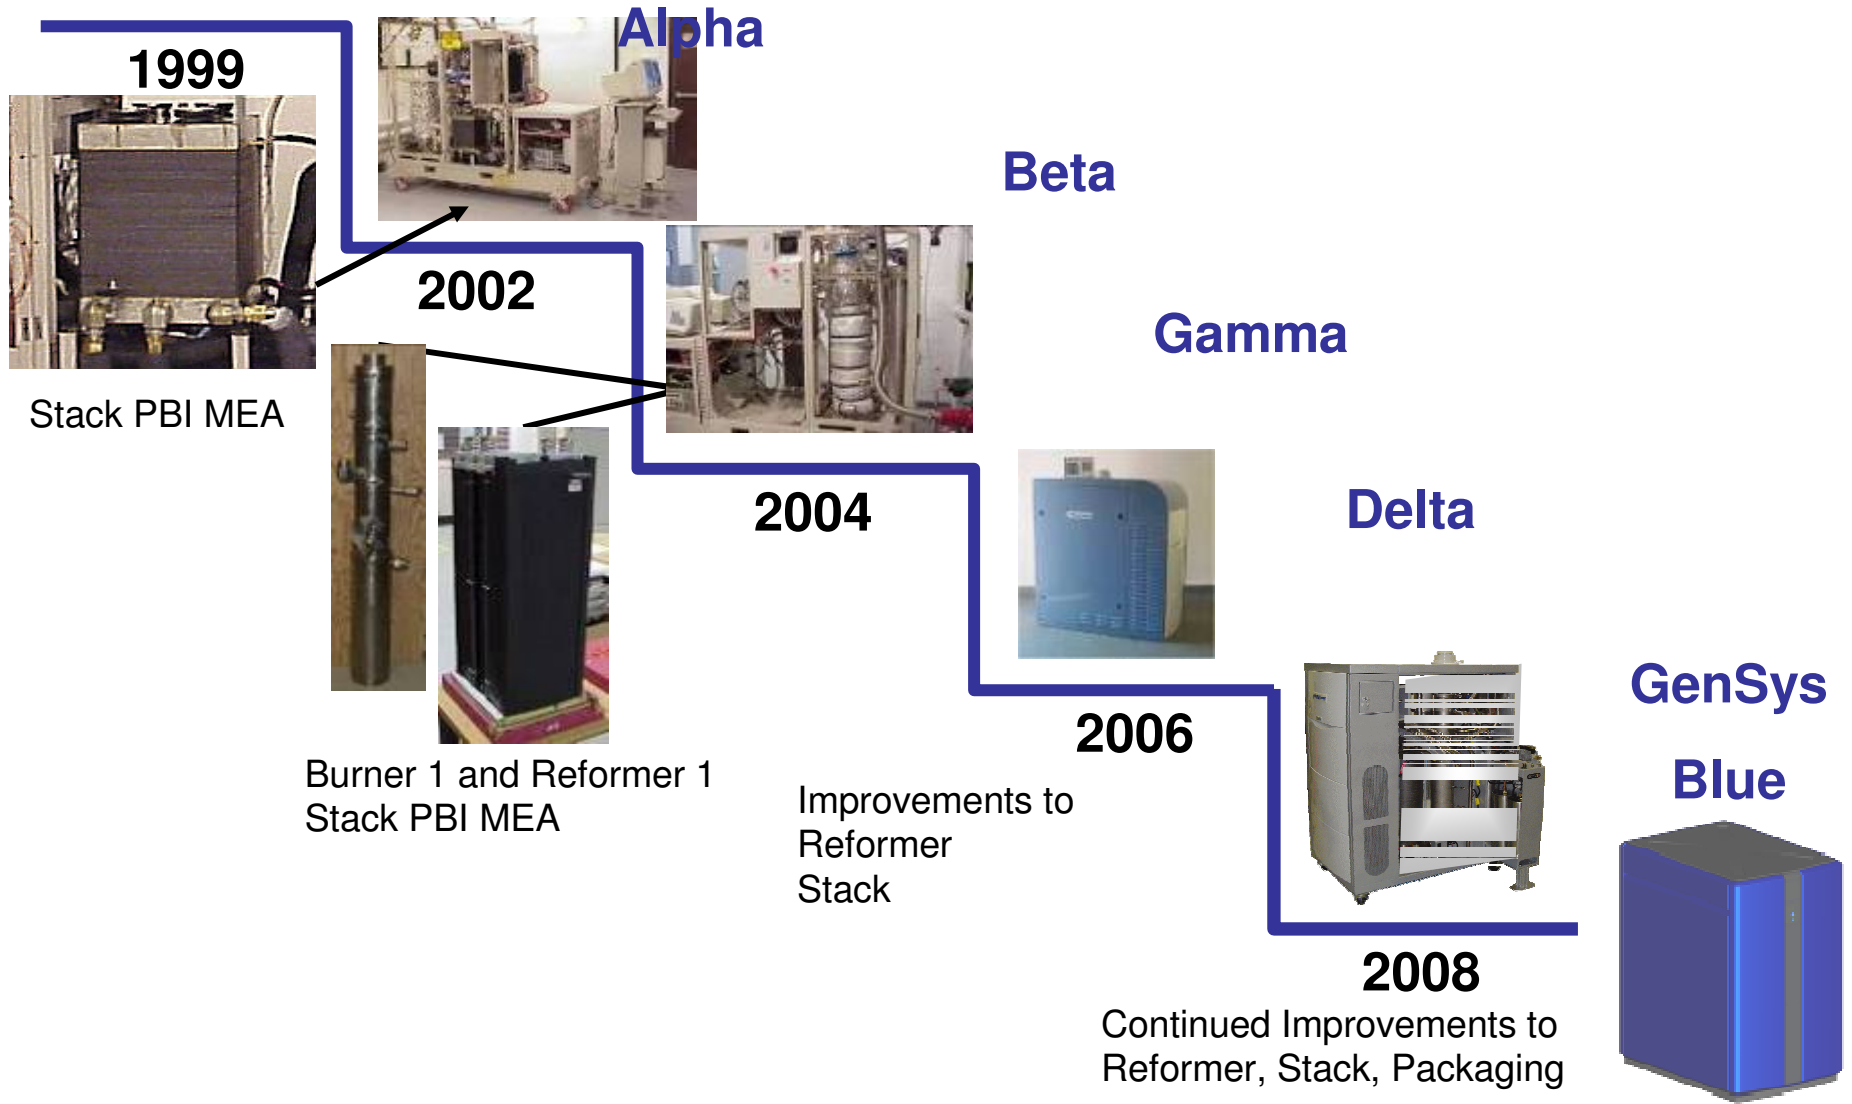 Alpha
1999
Beta
2002
Gamma
Stack PBI MEA
2004
Delta
GenSys
Blue
2006
Burner 1 and Reformer 1
Stack PBI MEA
Improvements to
Reformer
Stack
2008
Continued Improvements to
Reformer, Stack, Packaging